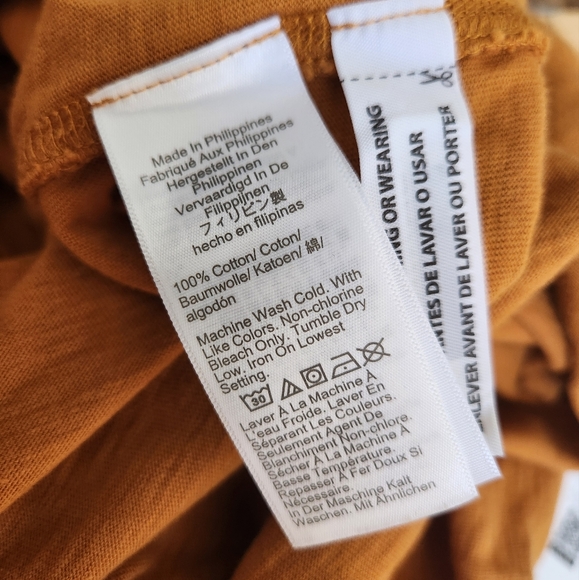 Made In Philippines
Fabriqué Aux Philippines
Hergestellt In Den
Philippinen
Vervaardigd In De
Filippijnen
フィリピン製
hecho en filipinas
100% Cotton/ Coton/
Baumwolle/ Katoen/ 綿/
algodón
Machine Wash Cold. With
Like Colors. Non-chlorine
Bleach Only. Tumble Dry
Low. Iron On Lowest
Setting.
30
Laver À La Machine À
L'eau Froide. Laver En
Séparant Les Couleurs.
Seulement Agent De
Blanchiment Non-chlore.
Sécher À La Machine À
Basse Température.
Repasser À Fer Doux Si
Nécessaire.
In Der Maschine Kalt
Waschen. Mit Ähnlichen
OR WEARING
DE LAVAR O USAR
AVANT DE LAVER OU PORTER